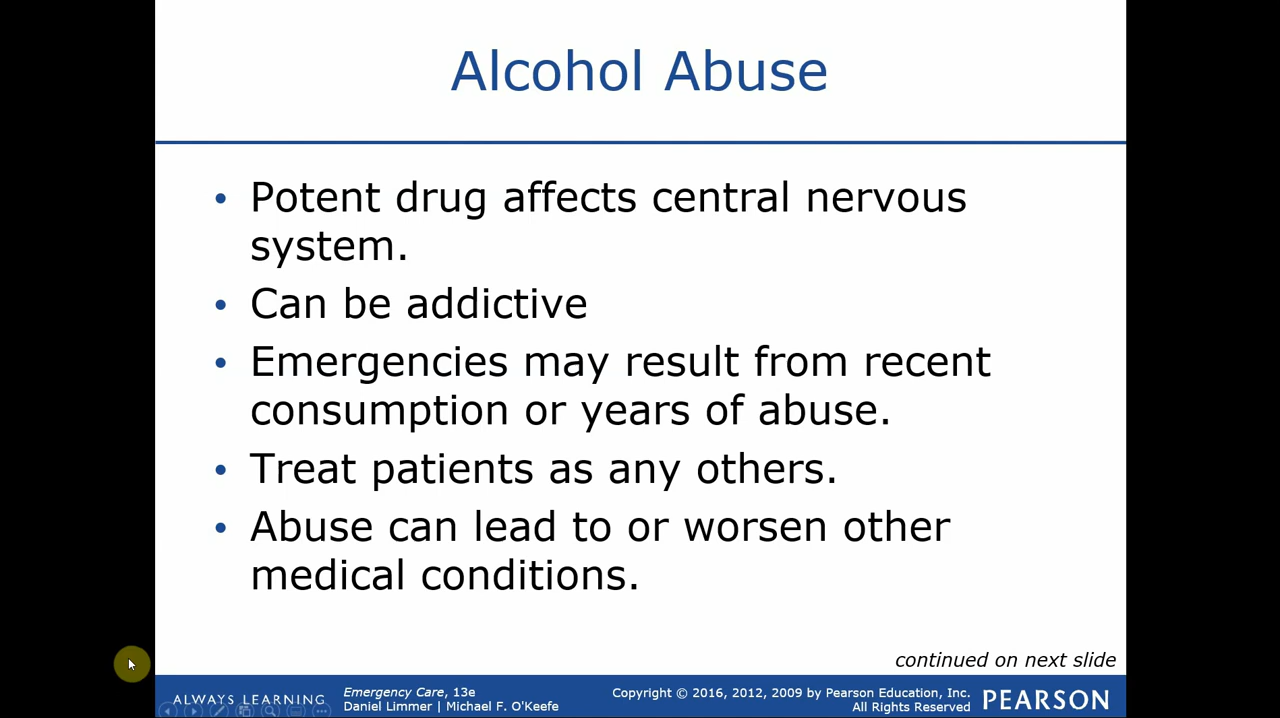 Alcohol Abuse
• Potent drug affects central nervous
system.
• Can be addictive
• Emergencies may result from recent
consumption or years of abuse.
• Treat patients as any others.
• Abuse can lead to or worsen other
medical conditions.
continued on next slide
ALWAYS LEARNING
Emergency Care, 13e
Daniel Limmer | Michael F. O'Keefe
Copyright © 2016, 2012, 2009 by Pearson Education, Inc.
All Rights Reserved
PEARSON